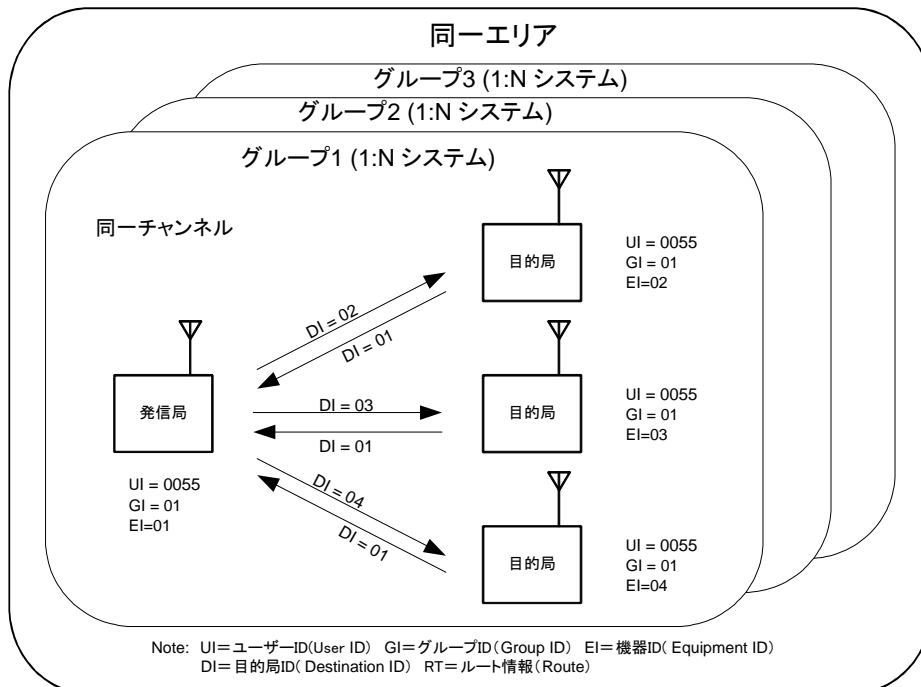 同一エリア
グループ3 (1:N システム)
グループ2 (1:N システム)
グループ1 (1:N システム)
同一チャンネル
目的局
UI = 0055
GI = 01
EI=02
DI = 02
DI = 01
発信局
UI = 0055
GI = 01
EI=01
DI = 03
DI = 01
目的局
UI = 0055
GI = 01
EI=03
DI = 04
DI = 01
目的局
UI = 0055
GI = 01
EI=04
Note: UI＝ユーザーID(User ID) GI＝グループID(Group ID) EI＝機器ID( Equipment ID)
DI＝目的局ID( Destination ID) RT＝ルート情報(Route)